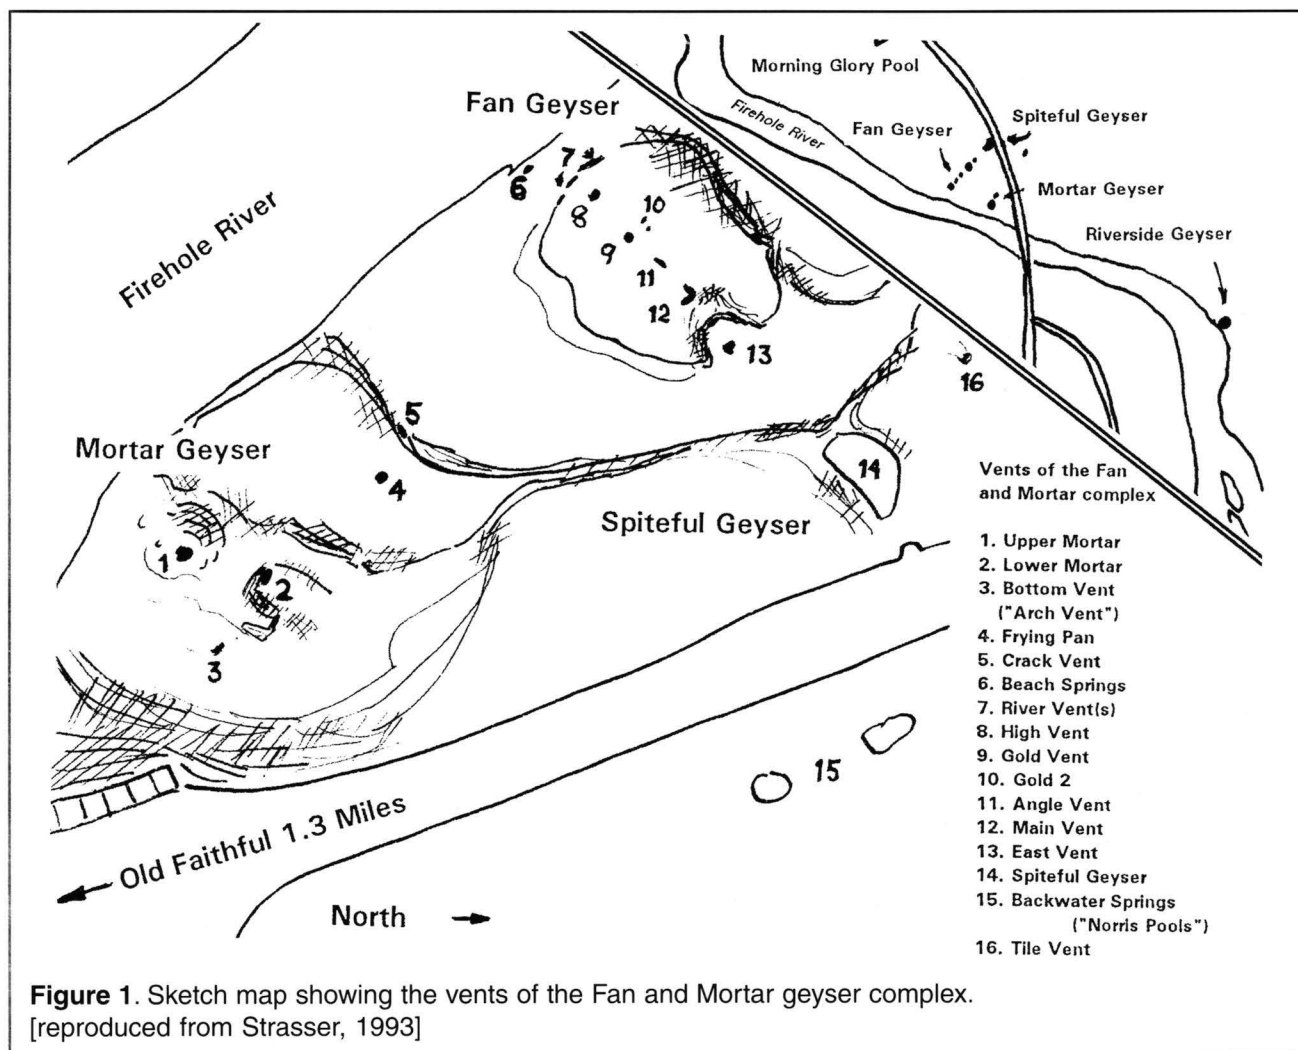 Fan Geyser
Firehole River
Mortar Geyser
Spiteful Geyser
Old Faithful 1.3 Miles
North
1
2
3
4
5
6
7
8
9
10
11
12
13
14
15
16
Morning Glory Pool
Firehole River
Fan Geyser
Spiteful Geyser
Mortar Geyser
Riverside Geyser
Vents of the Fan
and Mortar complex
1. Upper Mortar
2. Lower Mortar
3. Bottom Vent
("Arch Vent")
4. Frying Pan
5. Crack Vent
6. Beach Springs
7. River Vent(s)
8. High Vent
9. Gold Vent
10. Gold 2
11. Angle Vent
12. Main Vent
13. East Vent
14. Spiteful Geyser
15. Backwater Springs
("Norris Pools")
16. Tile Vent
Figure 1. Sketch map showing the vents of the Fan and Mortar geyser complex.
[reproduced from Strasser, 1993]